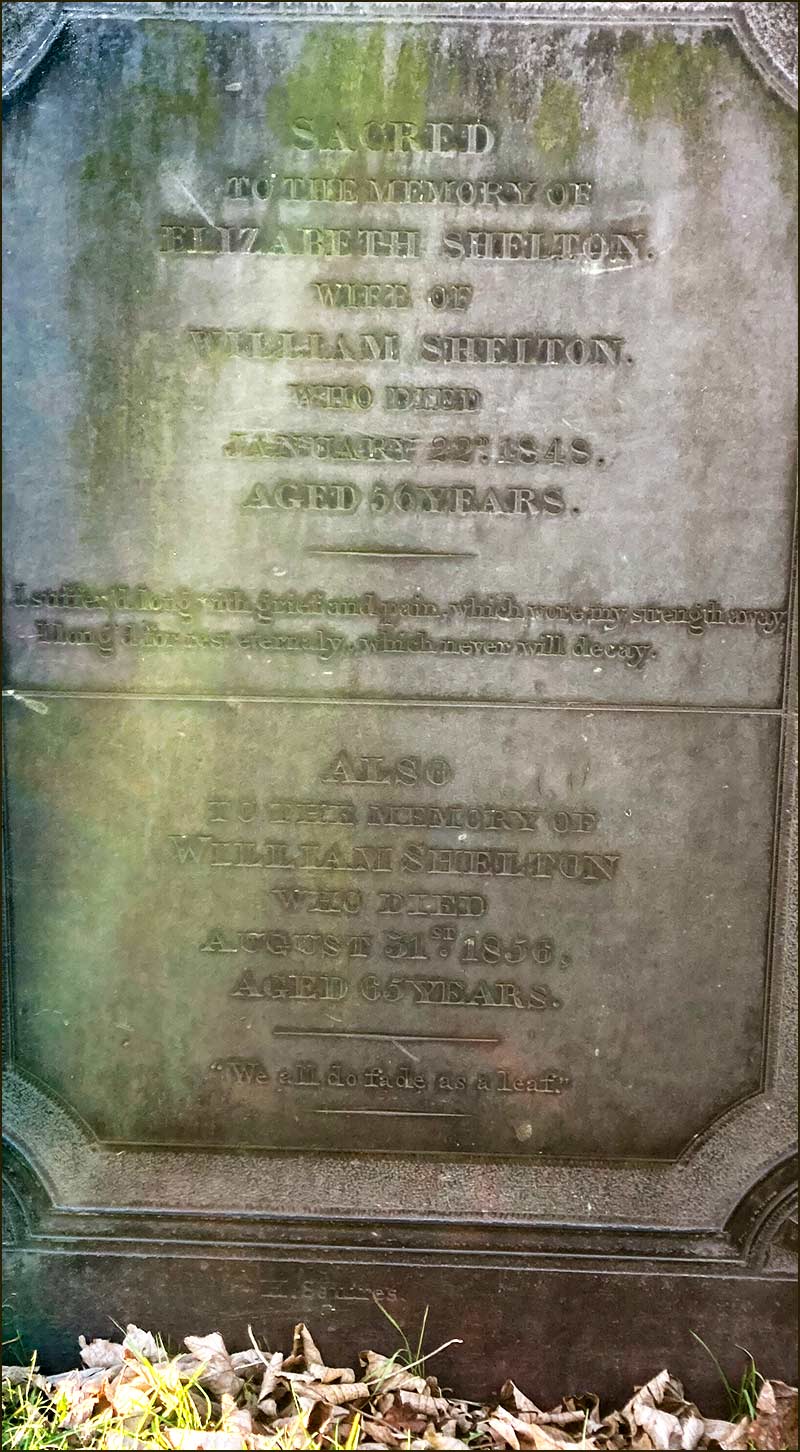 SACRED
TO THE MEMORY OF
ELIZABETH SHELTON.
WIFE OF
WILLIAM SHELTON.
WHO DIED
JANUARY 22ND. 1848.
AGED 56 YEARS.
I suffer'd long with grief and pain, which wore my strength away
I long'd for rest eternaly, which never will decay.
ALSO
TO THE MEMORY OF
WILLIAM SHELTON
WHO DIED
AUGUST 31ST. 1856,
AGED 65 YEARS.
"We all do fade as a leaf."
Squires